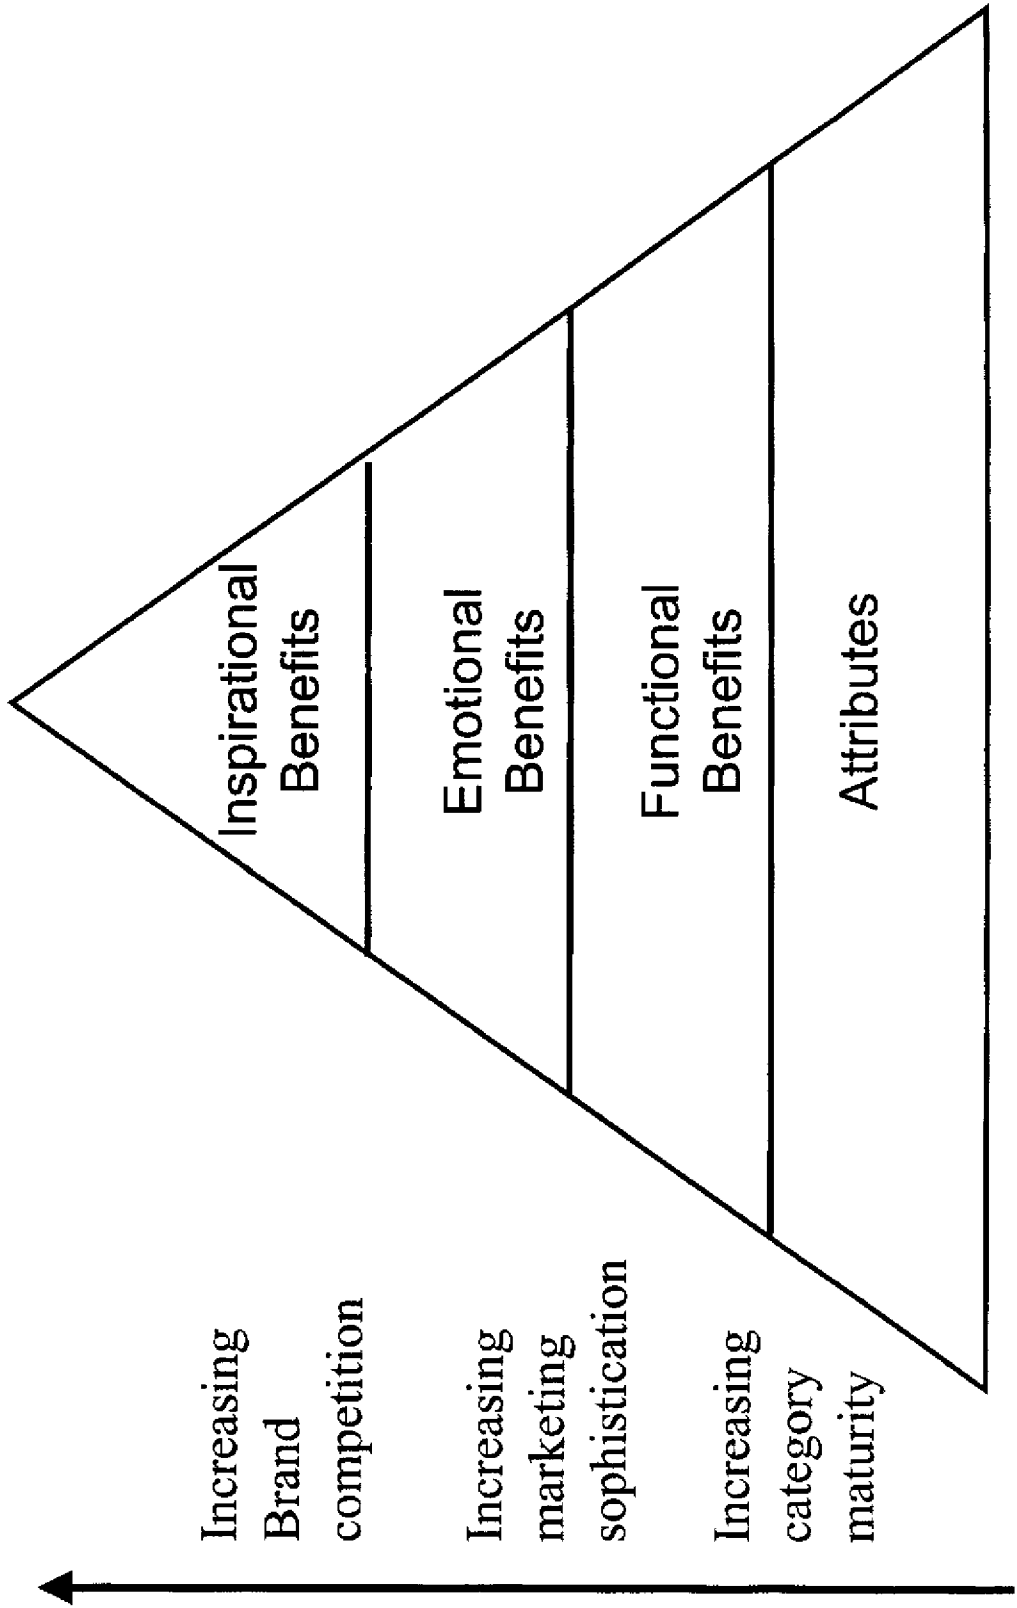 Increasing
Brand
competition
Increasing
marketing
sophistication
Increasing
category
maturity
Inspirational
Benefits
Emotional
Benefits
Functional
Benefits
Attributes